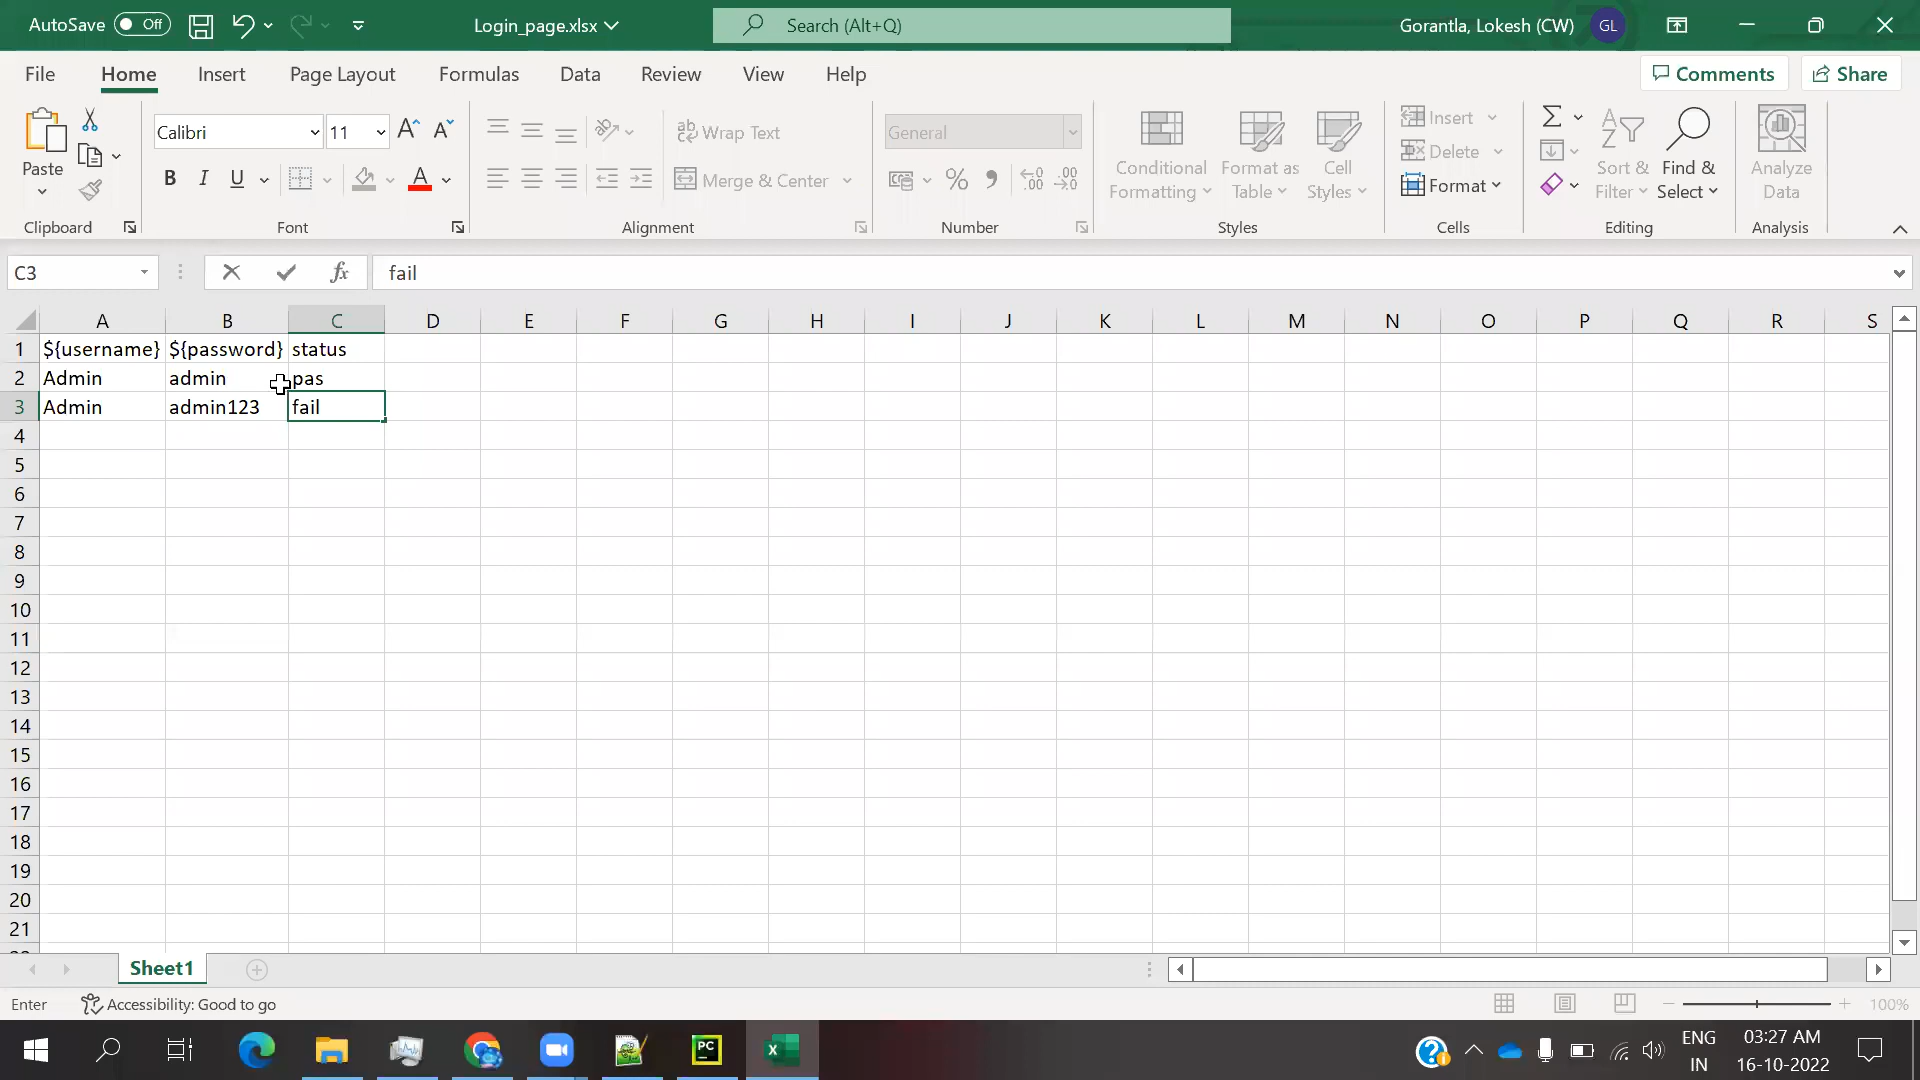 AutoSave Off Login_page.xlsx Search (Alt+Q) Gorantla, Lokesh (CW) GL
File Home Insert Page Layout Formulas Data Review View Help Comments Share
Paste Calibri 11 A A B I U A ab Wrap Text Merge & Center General % Conditional Formatting Format as Table Cell Styles Insert Delete Format Sort & Filter Find & Select Analyze Data
Clipboard Font Alignment Number Styles Cells Editing Analysis
C3 fx fail
A B C D E F G H I J K L M N O P Q R S
1 ${username} ${password} status
2 Admin admin pas
3 Admin admin123 fail
4
5
6
7
8
9
10
11
12
13
14
15
16
17
18
19
20
21
Sheet1
Enter Accessibility: Good to go 100%
PC ENG 03:27 AM
IN 16-10-2022